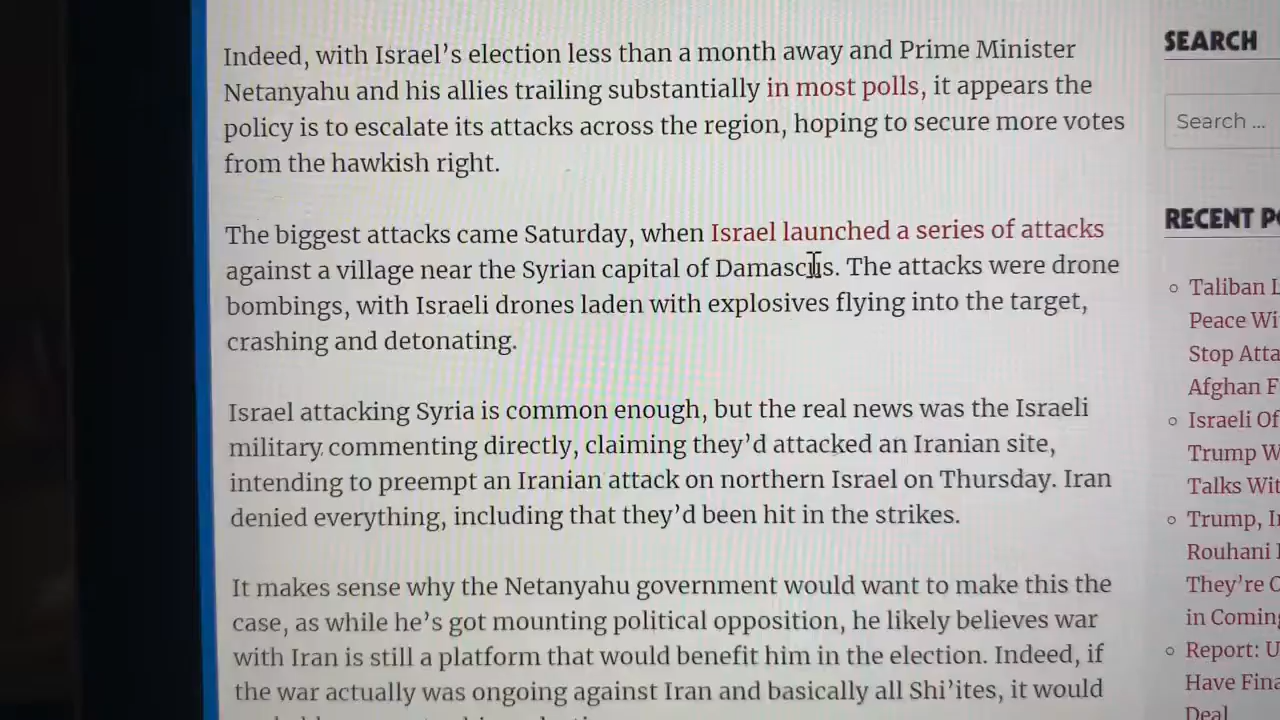 Indeed, with Israel's election less than a month away and Prime Minister
Netanyahu and his allies trailing substantially in most polls, it appears the
policy is to escalate its attacks across the region, hoping to secure more votes
from the hawkish right.
The biggest attacks came Saturday, when Israel launched a series of attacks
against a village near the Syrian capital of Damascus. The attacks were drone
bombings, with Israeli drones laden with explosives flying into the target,
crashing and detonating.
Israel attacking Syria is common enough, but the real news was the Israeli
military commenting directly, claiming they'd attacked an Iranian site,
intending to preempt an Iranian attack on northern Israel on Thursday. Iran
denied everything, including that they'd been hit in the strikes.
It makes sense why the Netanyahu government would want to make this the
case, as while he's got mounting political opposition, he likely believes war
with Iran is still a platform that would benefit him in the election. Indeed, if
the war actually was ongoing against Iran and basically all Shi'ites, it would
SEARCH
Search ...
RECENT P
Taliban
Peace Wi
Stop Atta
Afghan F
Israeli Of
Trump W
Talks Wit
Trump, I
Rouhani
They're
in Coming
Report: U
Have Fina
Deal